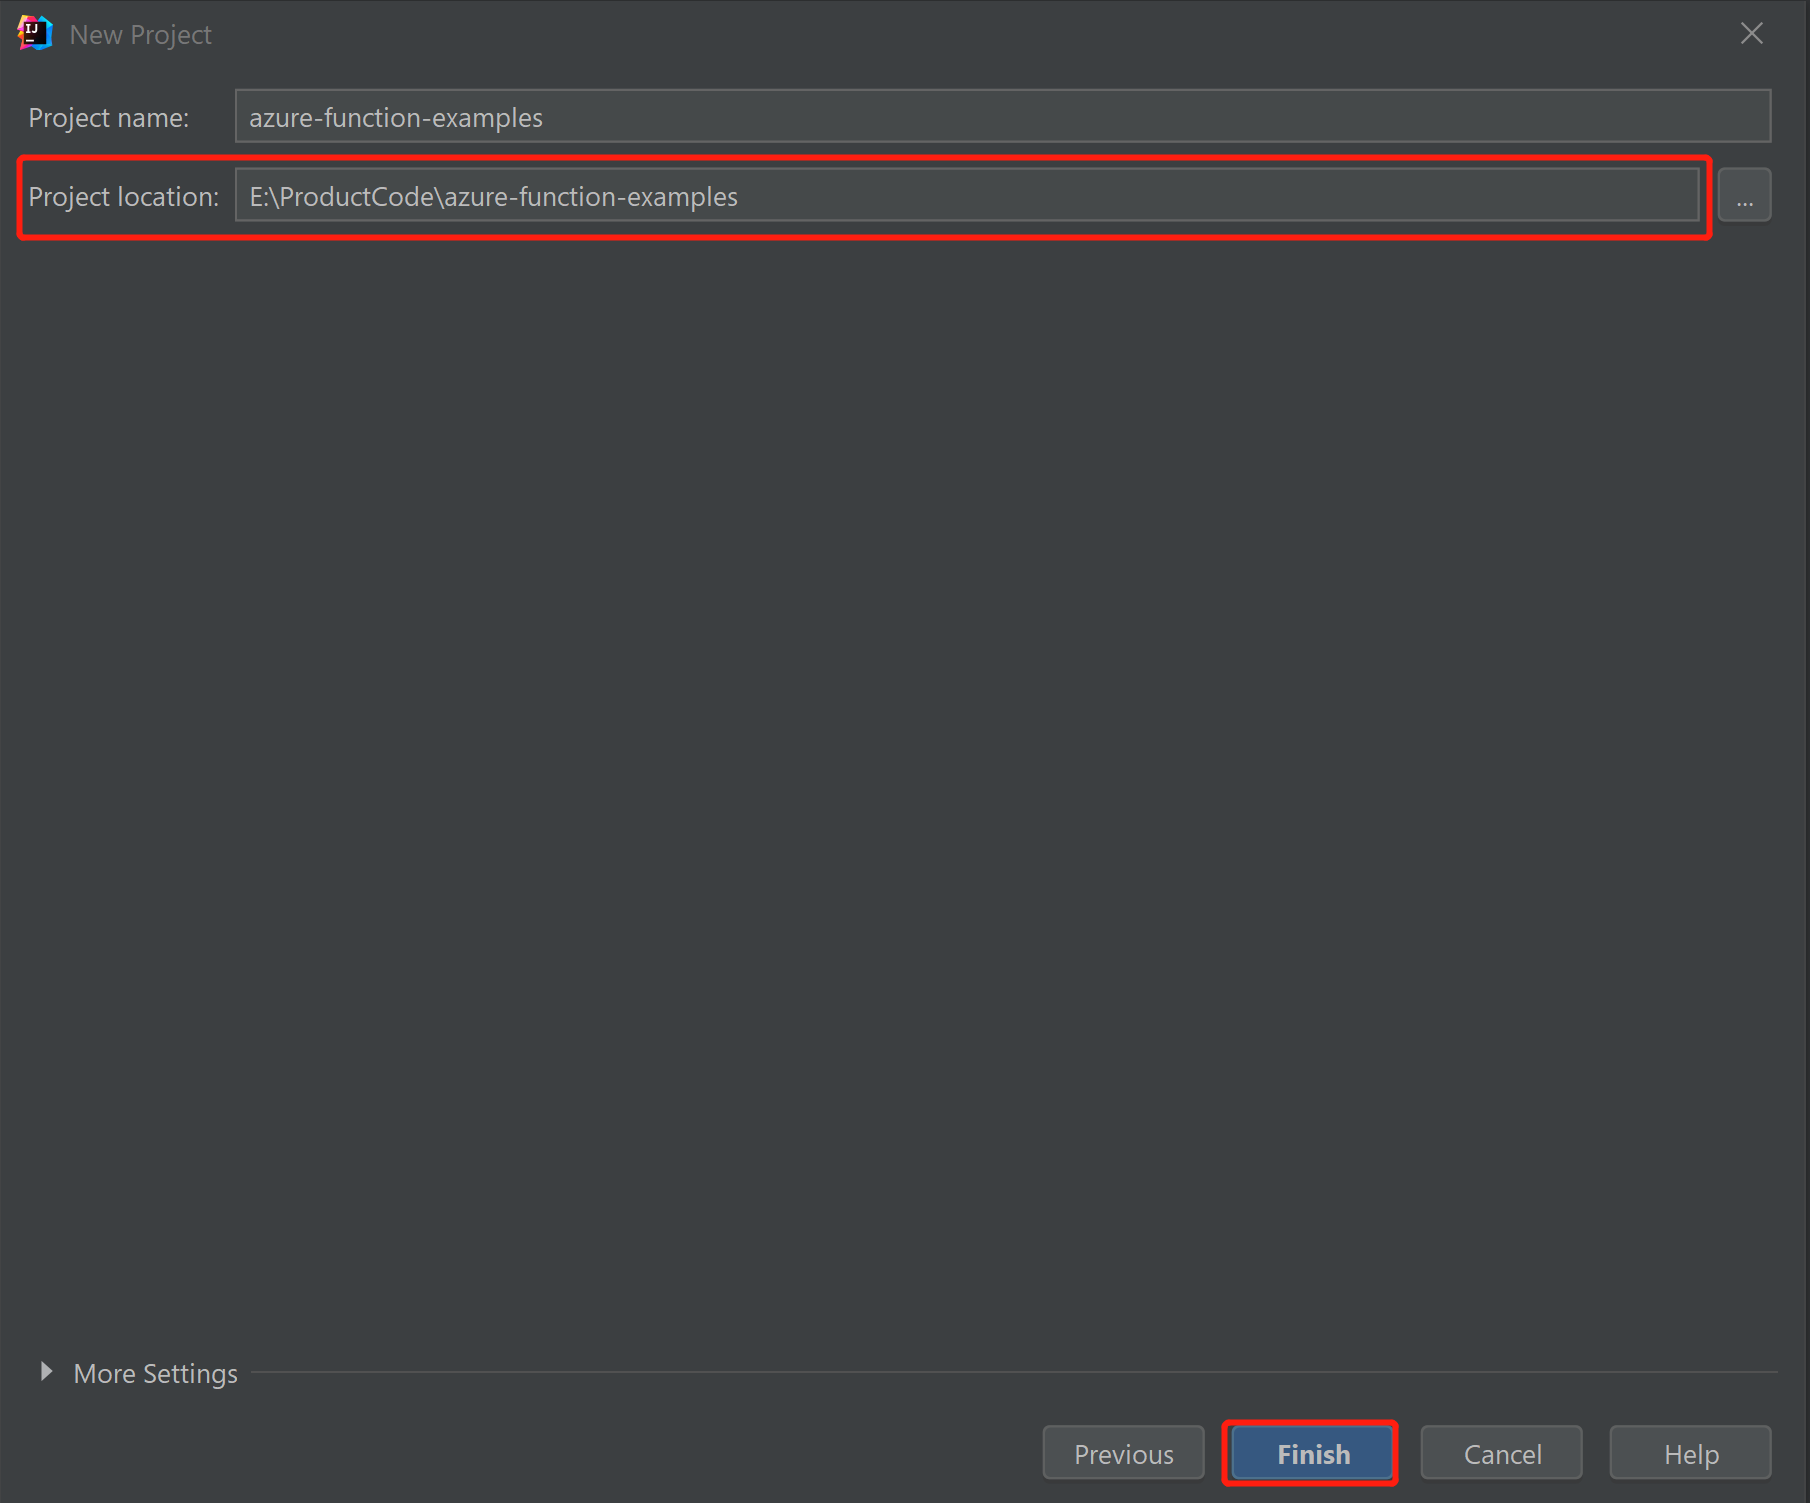 IJ New Project
Project name: azure-function-examples
Project location: E:\ProductCode\azure-function-examples ...
More Settings
Previous Finish Cancel Help